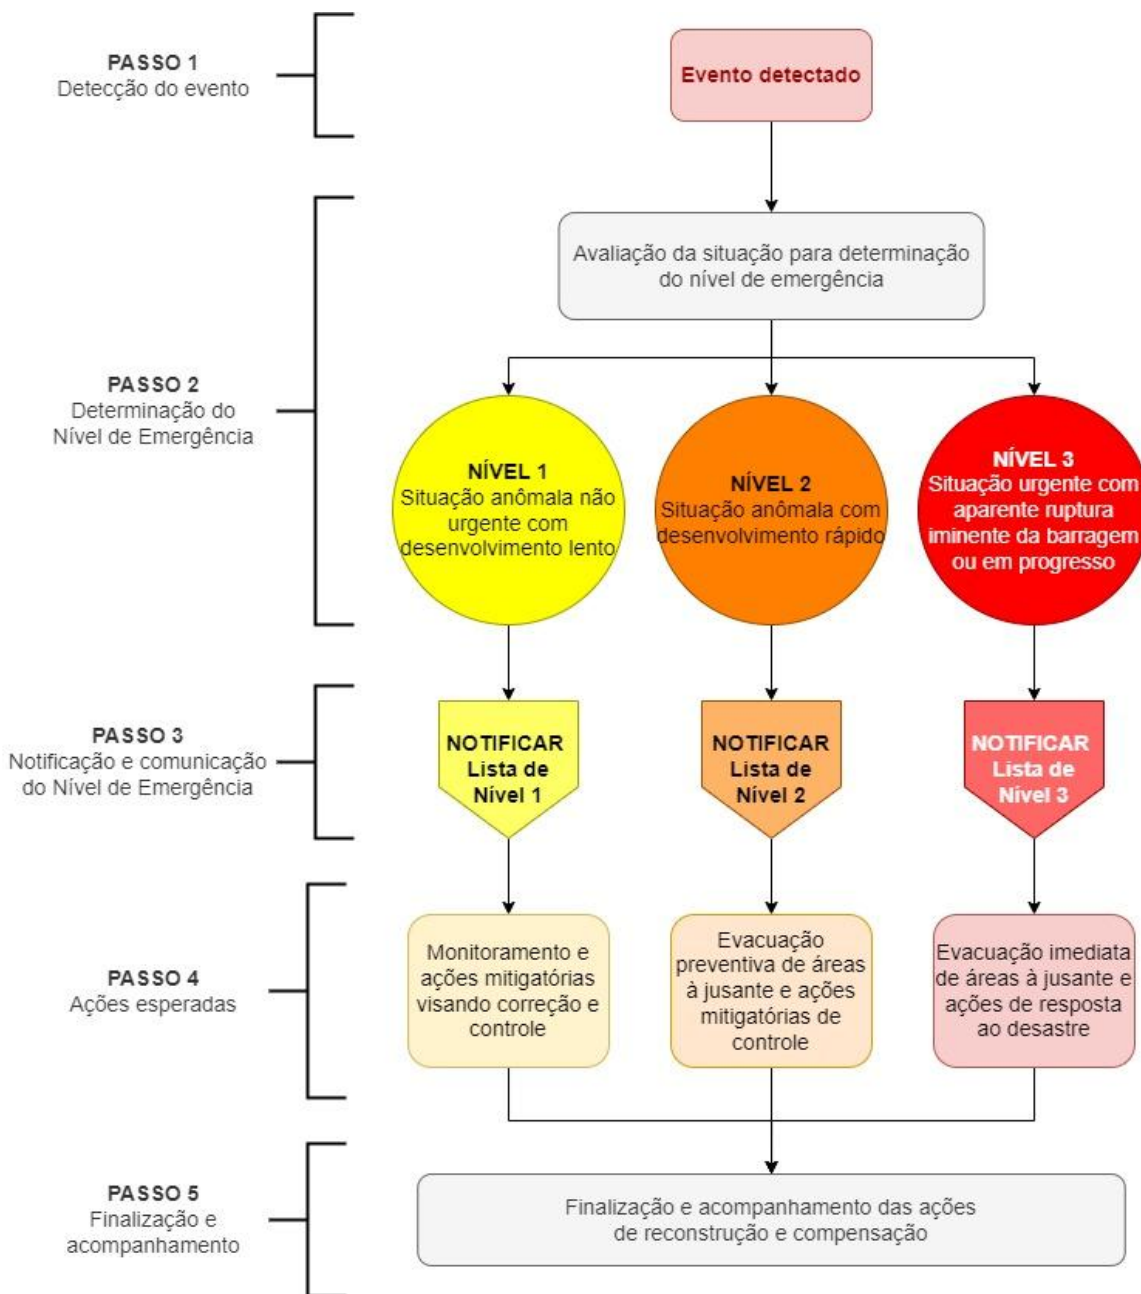 PASSO 1
Detecção do evento
Evento detectado
Avaliação da situação para determinação
do nível de emergência
PASSO 2
Determinação do
Nível de Emergência
NÍVEL 1
Situação anômala não
urgente com
desenvolvimento lento
NÍVEL 2
Situação anômala com
desenvolvimento rápido
NÍVEL 3
Situação urgente com
aparente ruptura
iminente da barragem
ou em progresso
PASSO 3
Notificação e comunicação
do Nível de Emergência
NOTIFICAR
Lista de
Nível 1
NOTIFICAR
Lista de
Nível 2
NOTIFICAR
Lista de
Nível 3
PASSO 4
Ações esperadas
Monitoramento e
ações mitigatórias
visando correção e
controle
Evacuação
preventiva de áreas
à jusante e ações
mitigatórias de
controle
Evacuação imediata
de áreas à jusante e
ações de resposta
ao desastre
PASSO 5
Finalização e
acompanhamento
Finalização e acompanhamento das ações
de reconstrução e compensação